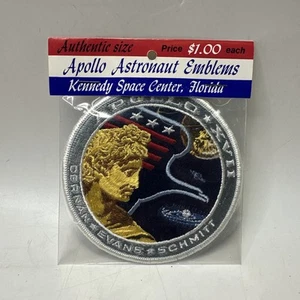 Authentic size Price $1.00 each
Apollo Astronaut Emblems
Kennedy Space Center, Florida
APOLLO XVII
CERNAN ★ EVANS ★ SCHMITT